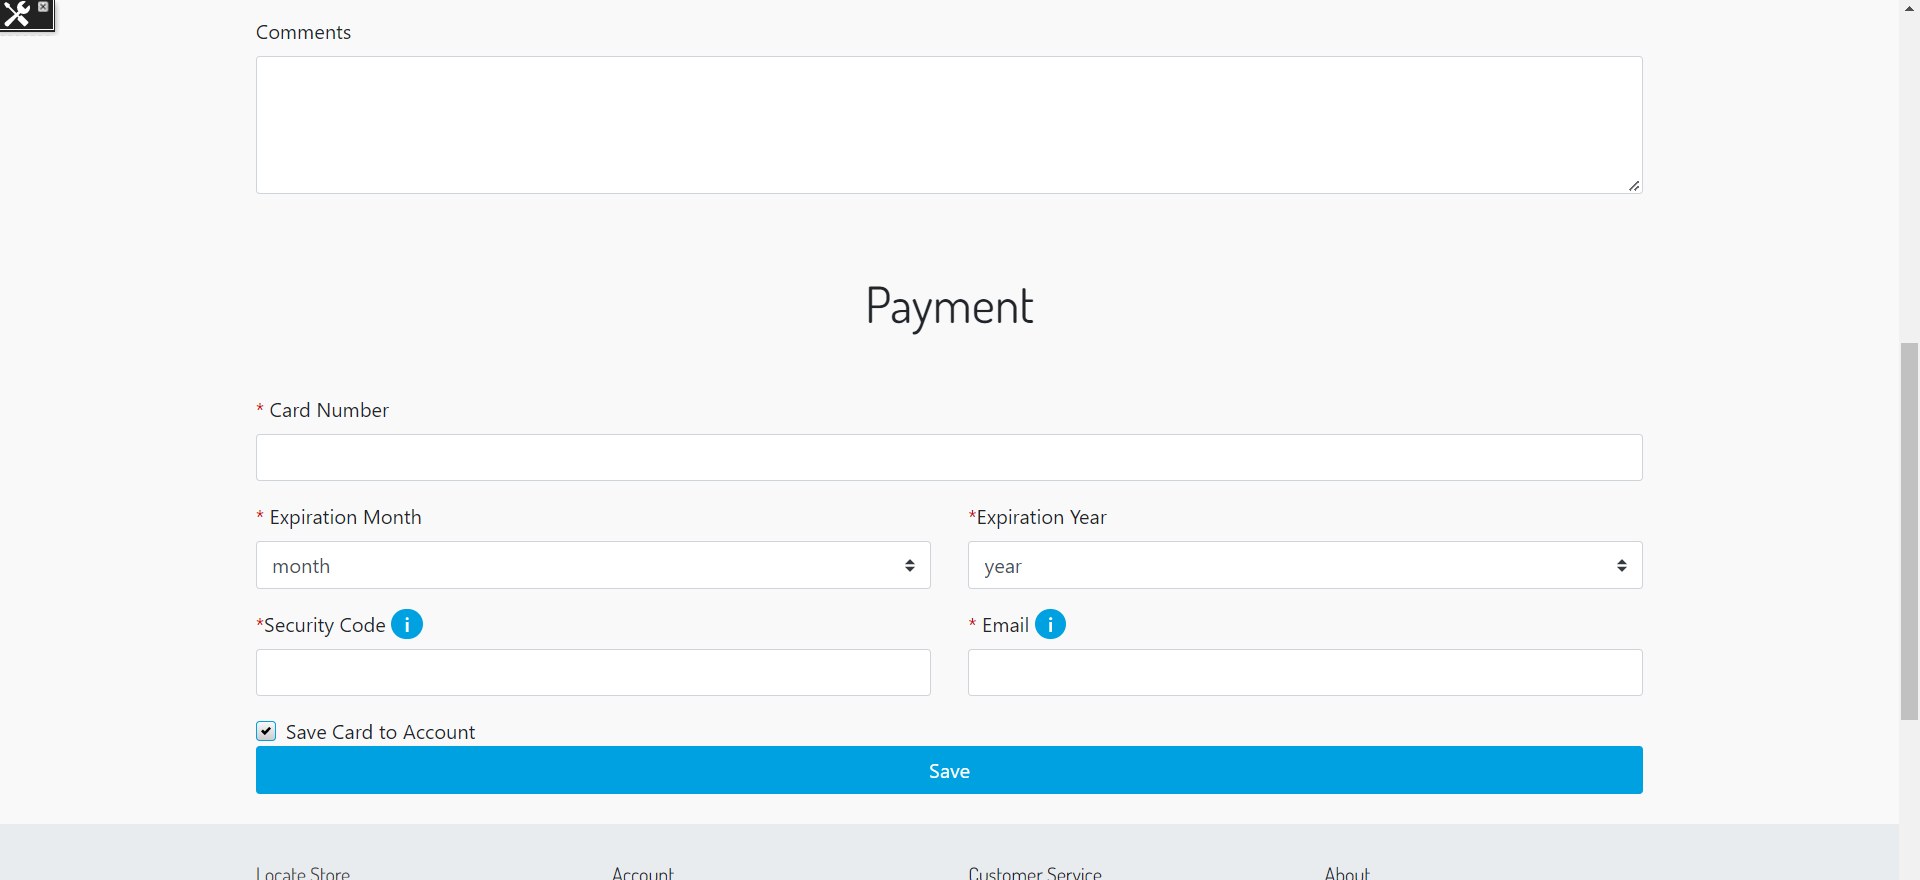 Comments
Payment
* Card Number
* Expiration Month
*Expiration Year
month
year
*Security Code i
* Email i
Save Card to Account
Save
Locate Store
Account
Customer Service
About